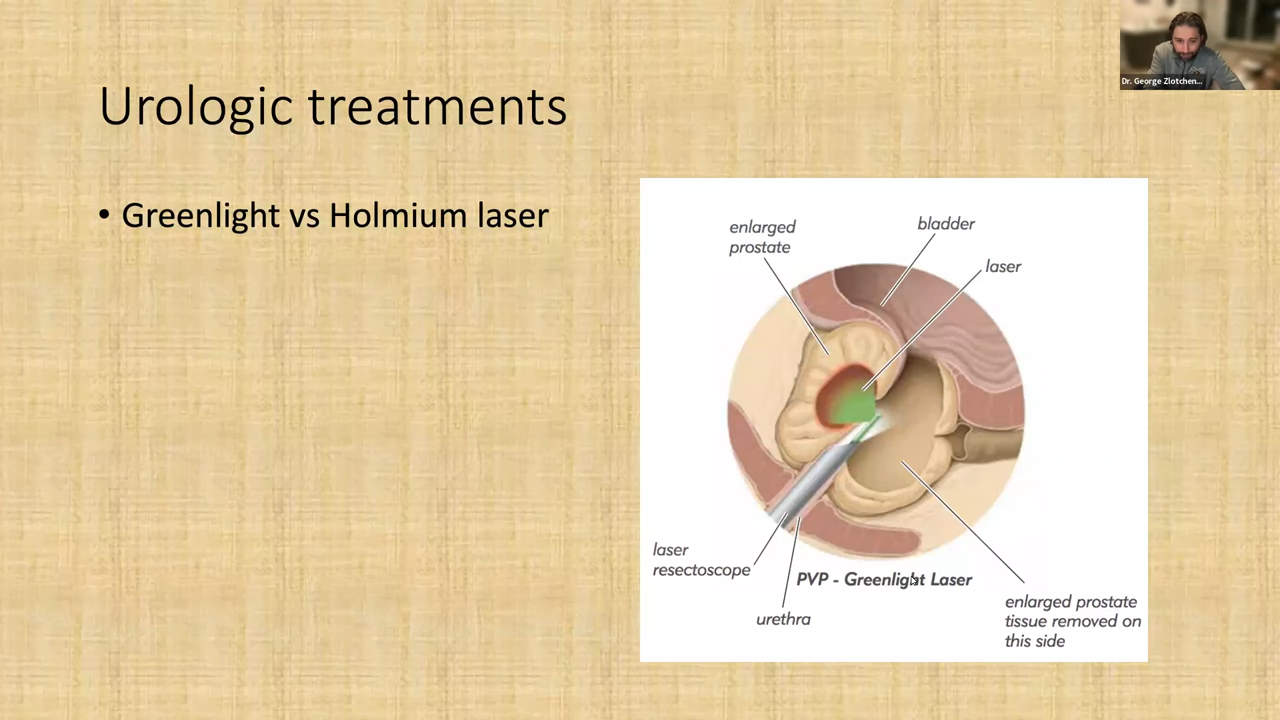 Dr. George Zlotchen...
Urologic treatments
• Greenlight vs Holmium laser
enlarged
prostate
bladder
laser
laser
resectoscope
urethra
PVP - Greenlight Laser
enlarged prostate
tissue removed on
this side